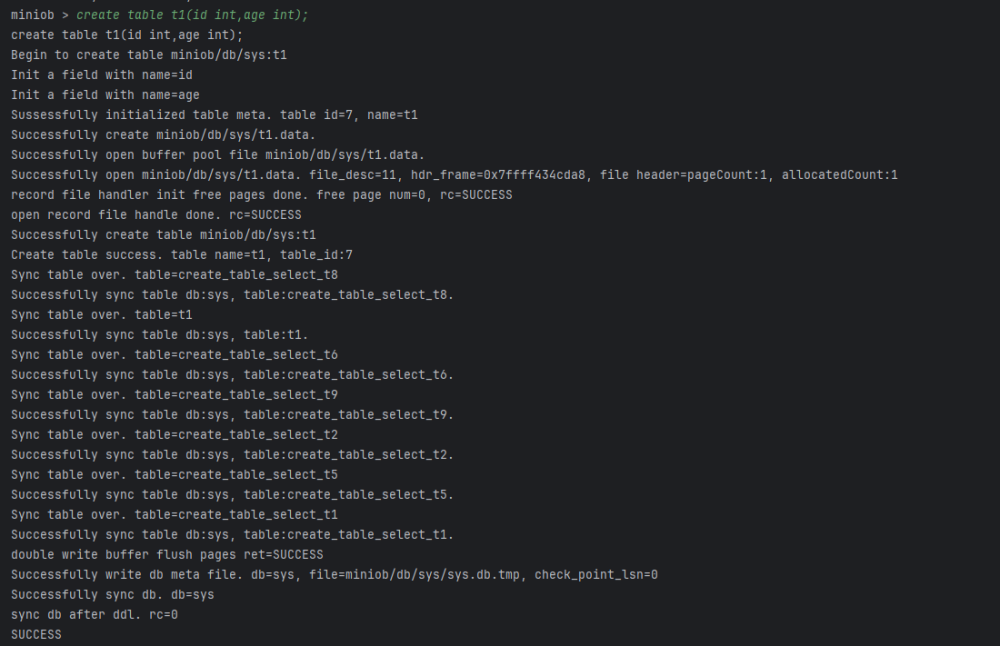 miniob > create table t1(id int,age int);
create table t1(id int,age int);
Begin to create table miniob/db/sys:t1
Init a field with name=id
Init a field with name=age
Sussessfully initialized table meta. table id=7, name=t1
Successfully create miniob/db/sys/t1.data.
Successfully open buffer pool file miniob/db/sys/t1.data.
Successfully open miniob/db/sys/t1.data. file_desc=11, hdr_frame=0x7ffff434cda8, file header=pageCount:1, allocatedCount:1
record file handler init free pages done. free page num=0, rc=SUCCESS
open record file handle done. rc=SUCCESS
Successfully create table miniob/db/sys:t1
Create table success. table name=t1, table_id:7
Sync table over. table=create_table_select_t8
Successfully sync table db:sys, table:create_table_select_t8.
Sync table over. table=t1
Successfully sync table db:sys, table:t1.
Sync table over. table=create_table_select_t6
Successfully sync table db:sys, table:create_table_select_t6.
Sync table over. table=create_table_select_t9
Successfully sync table db:sys, table:create_table_select_t9.
Sync table over. table=create_table_select_t2
Successfully sync table db:sys, table:create_table_select_t2.
Sync table over. table=create_table_select_t5
Successfully sync table db:sys, table:create_table_select_t5.
Sync table over. table=create_table_select_t1
Successfully sync table db:sys, table:create_table_select_t1.
double write buffer flush pages ret=SUCCESS
Successfully write db meta file. db=sys, file=miniob/db/sys/sys.db.tmp, check_point_lsn=0
Successfully sync db. db=sys
sync db after ddl. rc=0
SUCCESS